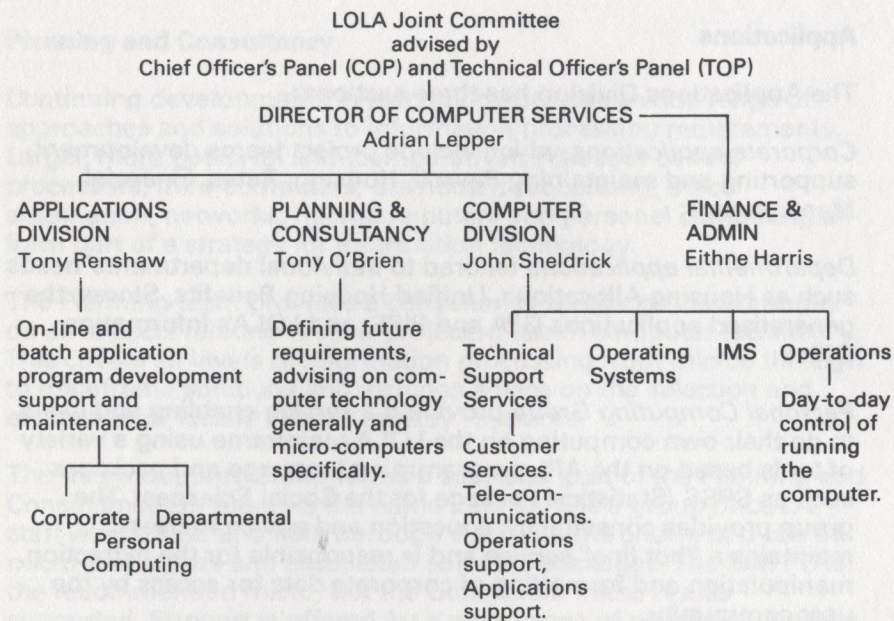 LOLA Joint Committee
advised by
Chief Officer's Panel (COP) and Technical Officer's Panel (TOP)
DIRECTOR OF COMPUTER SERVICES
Adrian Pepper
APPLICATIONS
DIVISION
Tony Renshaw
On-line and
batch application
program development
support and
maintenance.
Corporate Departmental
Personal
Computing
PLANNING &
CONSULTANCY
Tony O'Brien
Defining future
requirements.
Advising on com-
puter technology
generally and
micro-computers
specifically.
COMPUTER
DIVISION
John Sheldrick
Technical
Support
Services
Customer
Services.
Tele-com-
munications.
Operations
support,
Applications
support.
Operating
Systems
IMS
Operations
Day-to-day
control of
running
the
computer.
FINANCE &
ADMIN
Eithne Harris